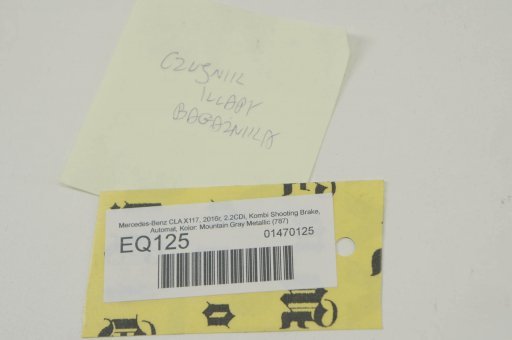 CZUJNIK
KLAPY
BAGAŻNIKA
Mercedes-Benz CLA X117, 2016r, 2.2CDi, Kombi Shooting Brake,
Automat, Kolor: Mountain Gray Metallic (787)
EQ125
01470125